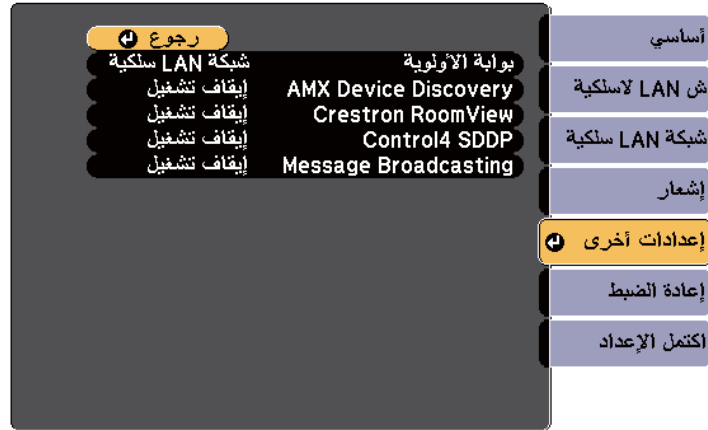 رجوع
بوابة الأولوية شبكة LAN سلكية
AMX Device Discovery إيقاف تشغيل
Crestron RoomView إيقاف تشغيل
Control4 SDDP إيقاف تشغيل
Message Broadcasting إيقاف تشغيل
أساسي
ش LAN لاسلكية
شبكة LAN سلكية
إشعار
إعدادات أخرى
إعادة الضبط
اكتمل الإعداد